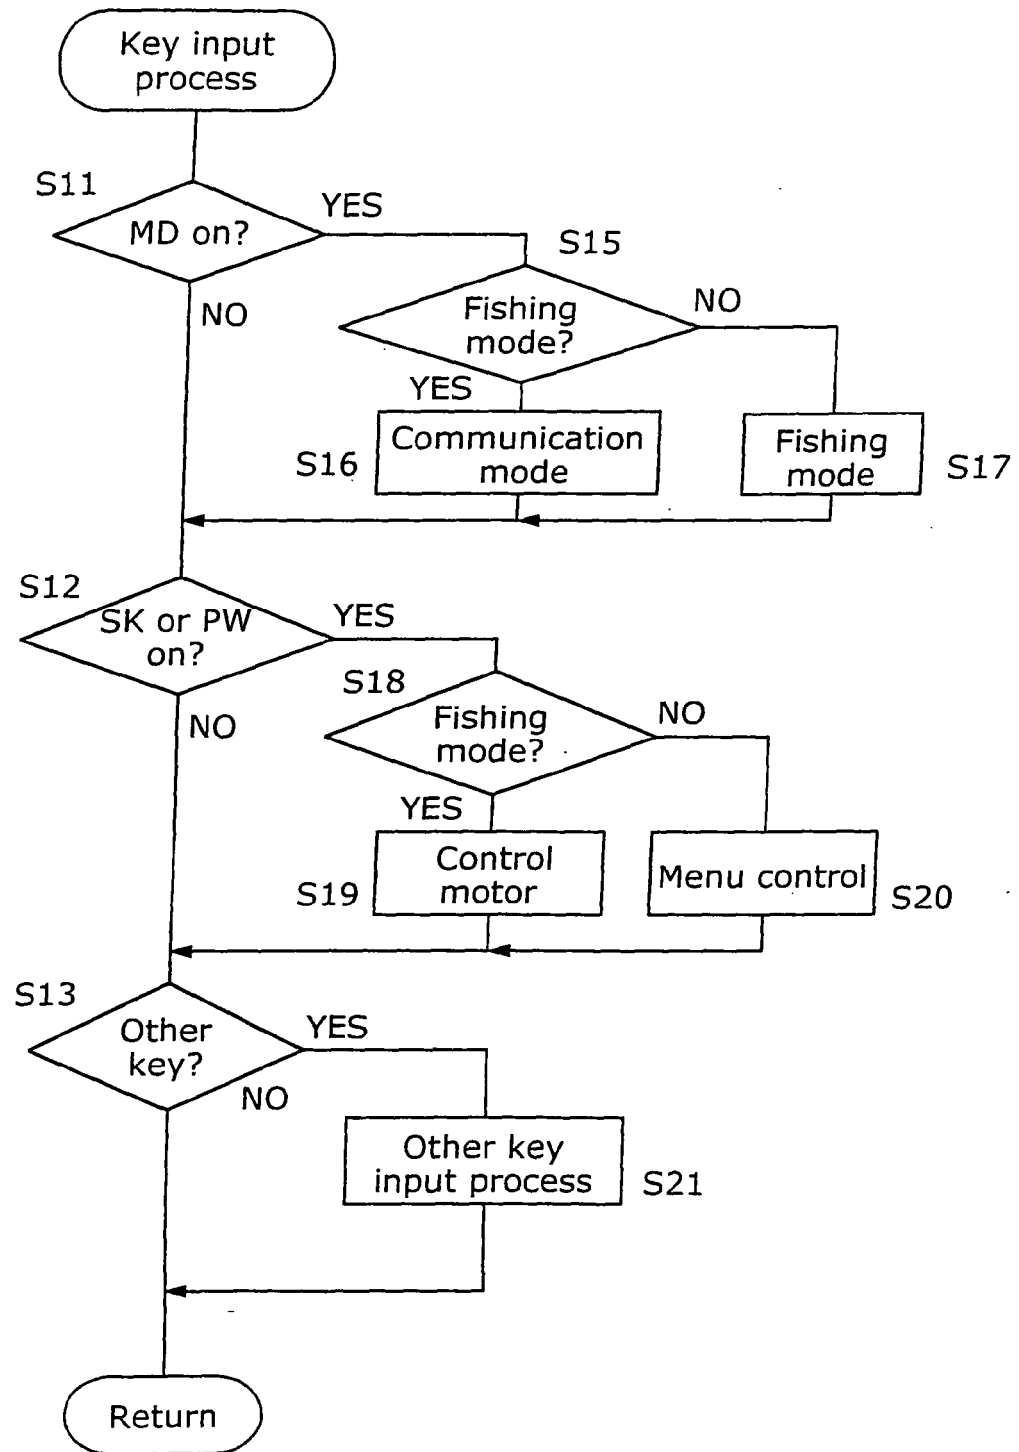 Key input
process
S11
MD on?
YES
NO
S15
Fishing
mode?
NO
YES
S16
Communication
mode
Fishing
mode
S17
S12
SK or PW
on?
YES
NO
S18
Fishing
mode?
NO
YES
S19
Control
motor
Menu control
S20
S13
Other
key?
YES
NO
Other key
input process
S21
Return